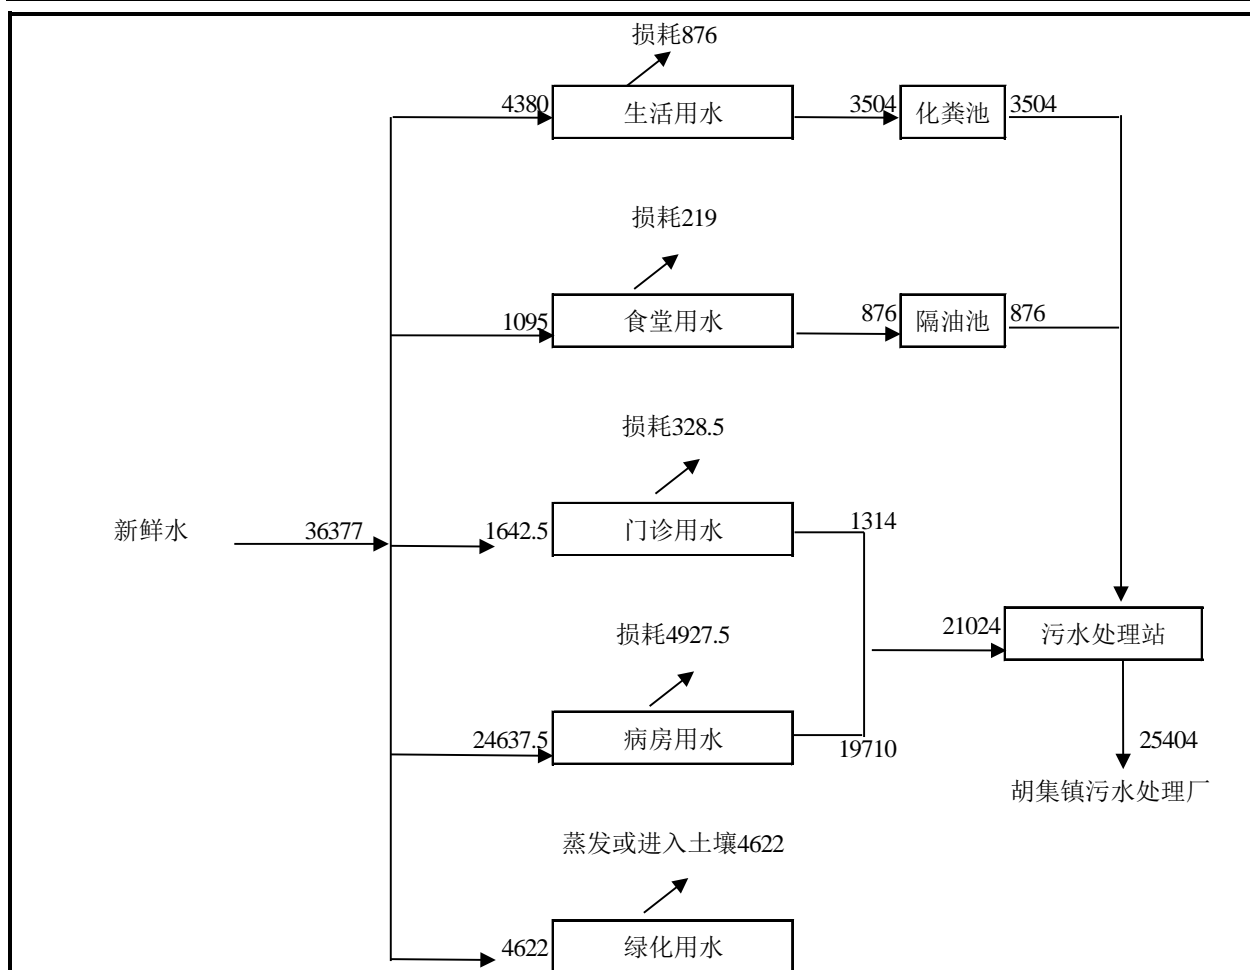 损耗876
4380 生活用水 3504 化粪池 3504
损耗219
1095 食堂用水 876 隔油池 876
损耗328.5
新鲜水 36377 1642.5 门诊用水 1314
损耗4927.5
21024 污水处理站
24637.5 病房用水 19710 25404
胡集镇污水处理厂
蒸发或进入土壤4622
4622 绿化用水